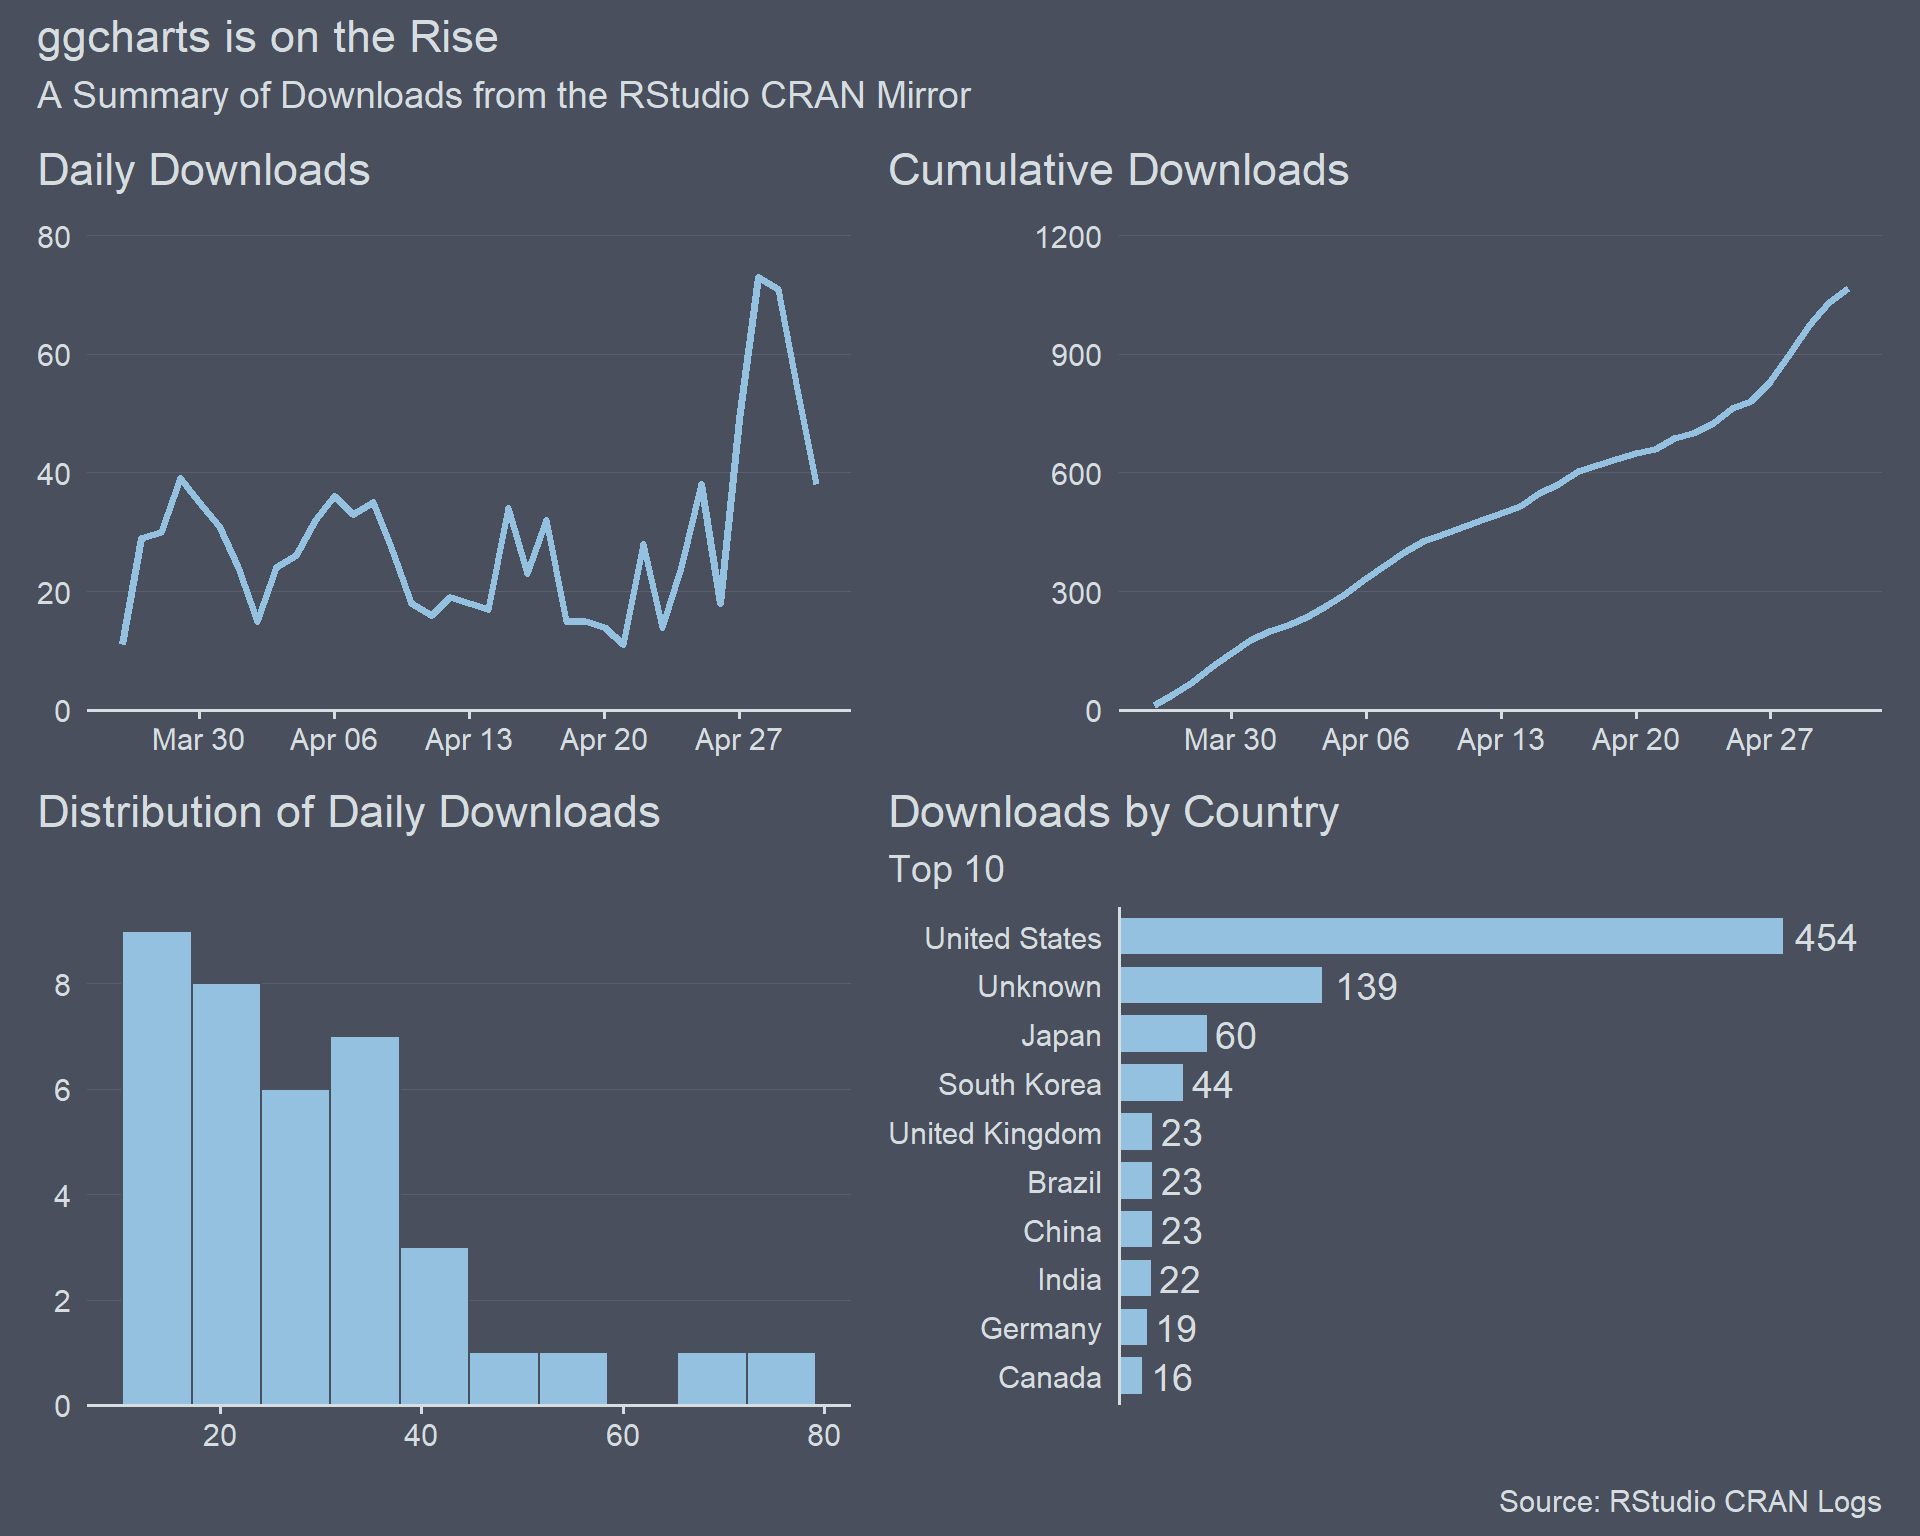 ggcharts is on the Rise
A Summary of Downloads from the RStudio CRAN Mirror
Daily Downloads
80
60
40
20
0
Mar 30 Apr 06 Apr 13 Apr 20 Apr 27
Cumulative Downloads
1200
900
600
300
0
Mar 30 Apr 06 Apr 13 Apr 20 Apr 27
Distribution of Daily Downloads
8
6
4
2
0
20 40 60 80
Downloads by Country
Top 10
United States 454
Unknown 139
Japan 60
South Korea 44
United Kingdom 23
Brazil 23
China 23
India 22
Germany 19
Canada 16
Source: RStudio CRAN Logs